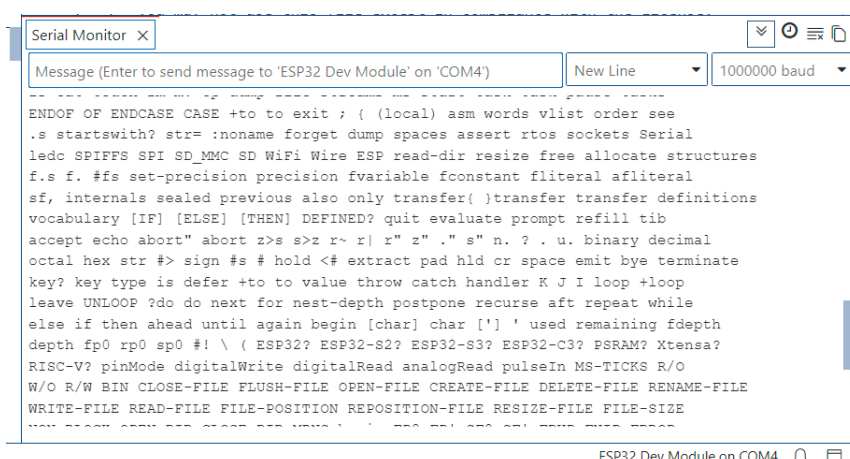 Serial Monitor ×
Message (Enter to send message to 'ESP32 Dev Module' on 'COM4')
New Line
1000000 baud
ENDOF OF ENDCASE CASE +to to exit ; { (local) asm words vlist order see
.s startswith? str= :noname forget dump spaces assert rtos sockets Serial
ledc SPIFFS SPI SD_MMC SD WiFi Wire ESP read-dir resize free allocate structures
f.s f. #fs set-precision precision fvariable fconstant fliteral afliteral
sf, internals sealed previous also only transfer{ }transfer transfer definitions
vocabulary [IF] [ELSE] [THEN] DEFINED? quit evaluate prompt refill tib
accept echo abort" abort z>s s>z r~ r| r" z" ." s" n. ? . u. binary decimal
octal hex str #> sign #s # hold <# extract pad hld cr space emit bye terminate
key? key type is defer +to to value throw catch handler K J I loop +loop
leave UNLOOP ?do do next for nest-depth postpone recurse aft repeat while
else if then ahead until again begin [char] char ['] ' used remaining fdepth
depth fp0 rp0 sp0 #! \ ( ESP32? ESP32-S2? ESP32-S3? ESP32-C3? PSRAM? Xtensa?
RISC-V? pinMode digitalWrite digitalRead analogRead pulseIn MS-TICKS R/O
W/O R/W BIN CLOSE-FILE FLUSH-FILE OPEN-FILE CREATE-FILE DELETE-FILE RENAME-FILE
WRITE-FILE READ-FILE FILE-POSITION REPOSITION-FILE RESIZE-FILE FILE-SIZE
ESP32 Dev Module on COM4